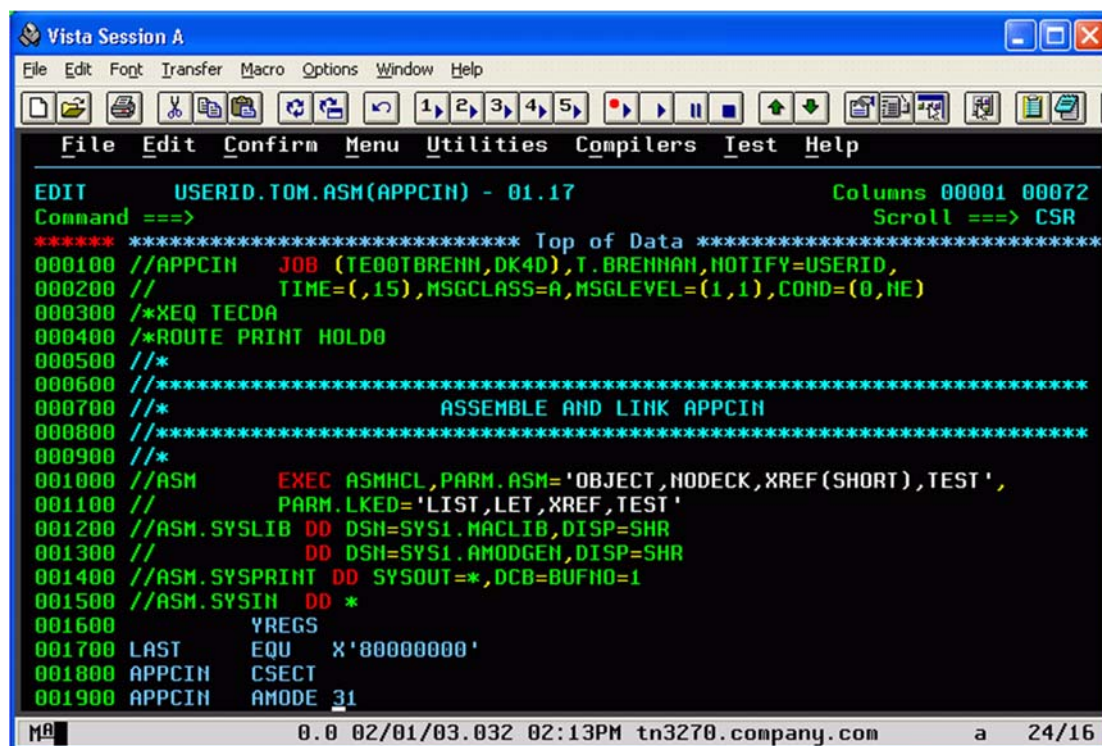 Vista Session A
File Edit Font Transfer Macro Options Window Help
1 2 3 4 5
File Edit Confirm Menu Utilities Compilers Test Help
EDIT USERID.TOM.ASM(APPCIN) - 01.17 Columns 00001 00072
Command ===> Scroll ===> CSR
****** ****************************** Top of Data ******************************
000100 //APPCIN JOB (TE00TBRENN,DK4D),T.BRENNAN,NOTIFY=USERID,
000200 // TIME=(,15),MSGCLASS=A,MSGLEVEL=(1,1),COND=(0,NE)
000300 /*XEQ TECDA
000400 /*ROUTE PRINT HOLD0
000500 //*
000600 //*********************************************************************
000700 //* ASSEMBLE AND LINK APPCIN
000800 //*********************************************************************
000900 //*
001000 //ASM EXEC ASMHCL,PARM.ASM='OBJECT,NODECK,XREF(SHORT),TEST',
001100 // PARM.LKED='LIST,LET,XREF,TEST'
001200 //ASM.SYSLIB DD DSN=SYS1.MACLIB,DISP=SHR
001300 // DD DSN=SYS1.AMODGEN,DISP=SHR
001400 //ASM.SYSPRINT DD SYSOUT=*,DCB=BUFNO=1
001500 //ASM.SYSIN DD *
001600 YREGS
001700 LAST EQU X'80000000'
001800 APPCIN CSECT
001900 APPCIN AMODE 31
MA 0.0 02/01/03.032 02:13PM tn3270.company.com a 24/16